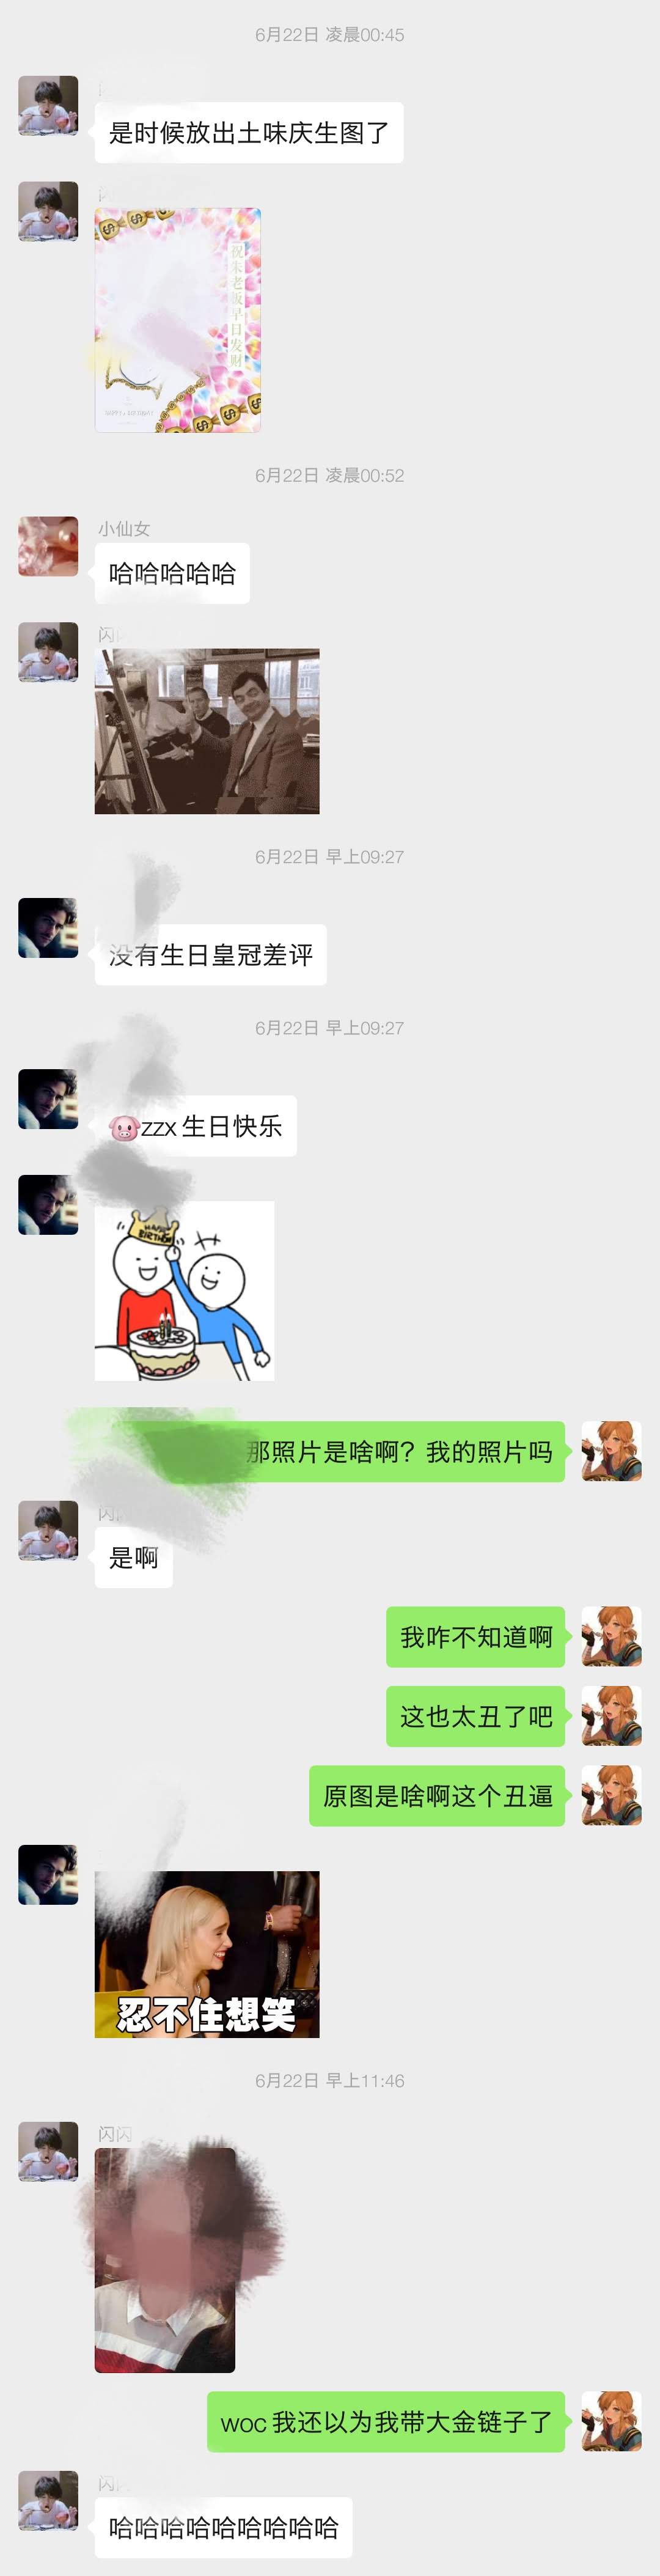 6月22日 凌晨00:45
是时候放出土味庆生图了
祝朱老板早日发财
HAPPY BIRTHDAY
6月22日 凌晨00:52
小仙女
哈哈哈哈哈
闪
6月22日 早上09:27
没有生日皇冠差评
6月22日 早上09:27
🐷zzx 生日快乐
HAPPY
BIRTHDAY
那照片是啥啊？我的照片吗
闪
是啊
我咋不知道啊
这也太丑了吧
原图是啥啊这个丑逼
忍不住想笑
6月22日 早上11:46
闪闪
woc 我还以为我带大金链子了
闪
哈哈哈哈哈哈哈哈哈